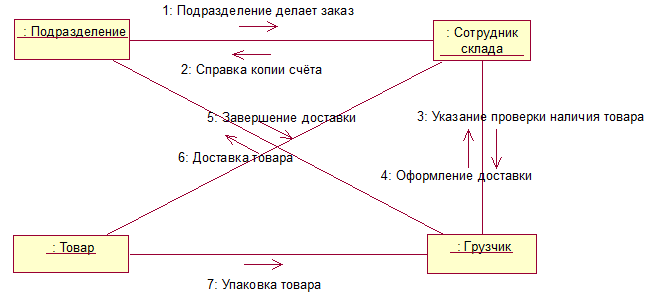 1: Подразделение делает заказ
: Подразделение
: Сотрудник
склада
2: Справка копии счёта
5: Завершение доставки
3: Указание проверки наличия товара
6: Доставка товара
4: Оформление доставки
: Товар
: Грузчик
7: Упаковка товара